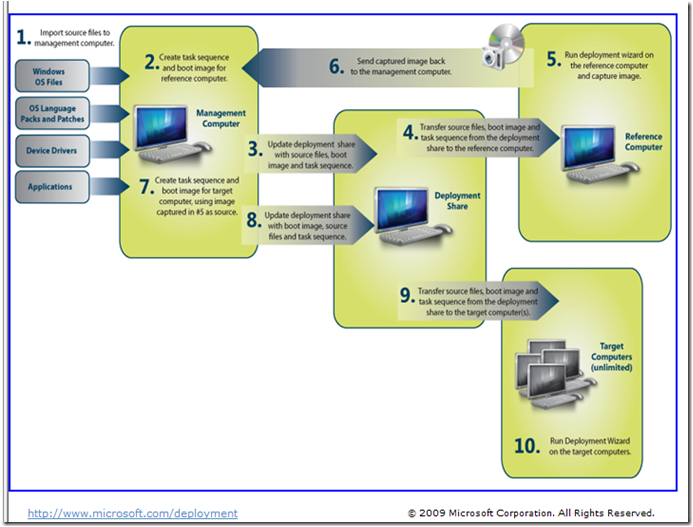 1. Import source files to
management computer.
Windows
OS Files
OS Language
Packs and Patches
Device Drivers
Applications
2. Create task sequence
and boot image for
reference computer.
Management
Computer
7. Create task sequence and
boot image for target
computer, using image
captured in #5 as source.
6. Send captured image back
to the management computer.
5. Run deployment wizard on
the reference computer
and capture image.
3. Update deployment share
with source files, boot
image and task sequence.
4. Transfer source files, boot image and
task sequence from the deployment
share to the reference computer.
Reference
Computer
Deployment
Share
8. Update deployment share
with boot image, source
files and task sequence.
9. Transfer source files, boot image and
task sequence from the deployment
share to the target computer(s).
Target
Computers
(unlimited)
10. Run Deployment Wizard
on the target computers.
http://www.microsoft.com/deployment
© 2009 Microsoft Corporation. All Rights Reserved.